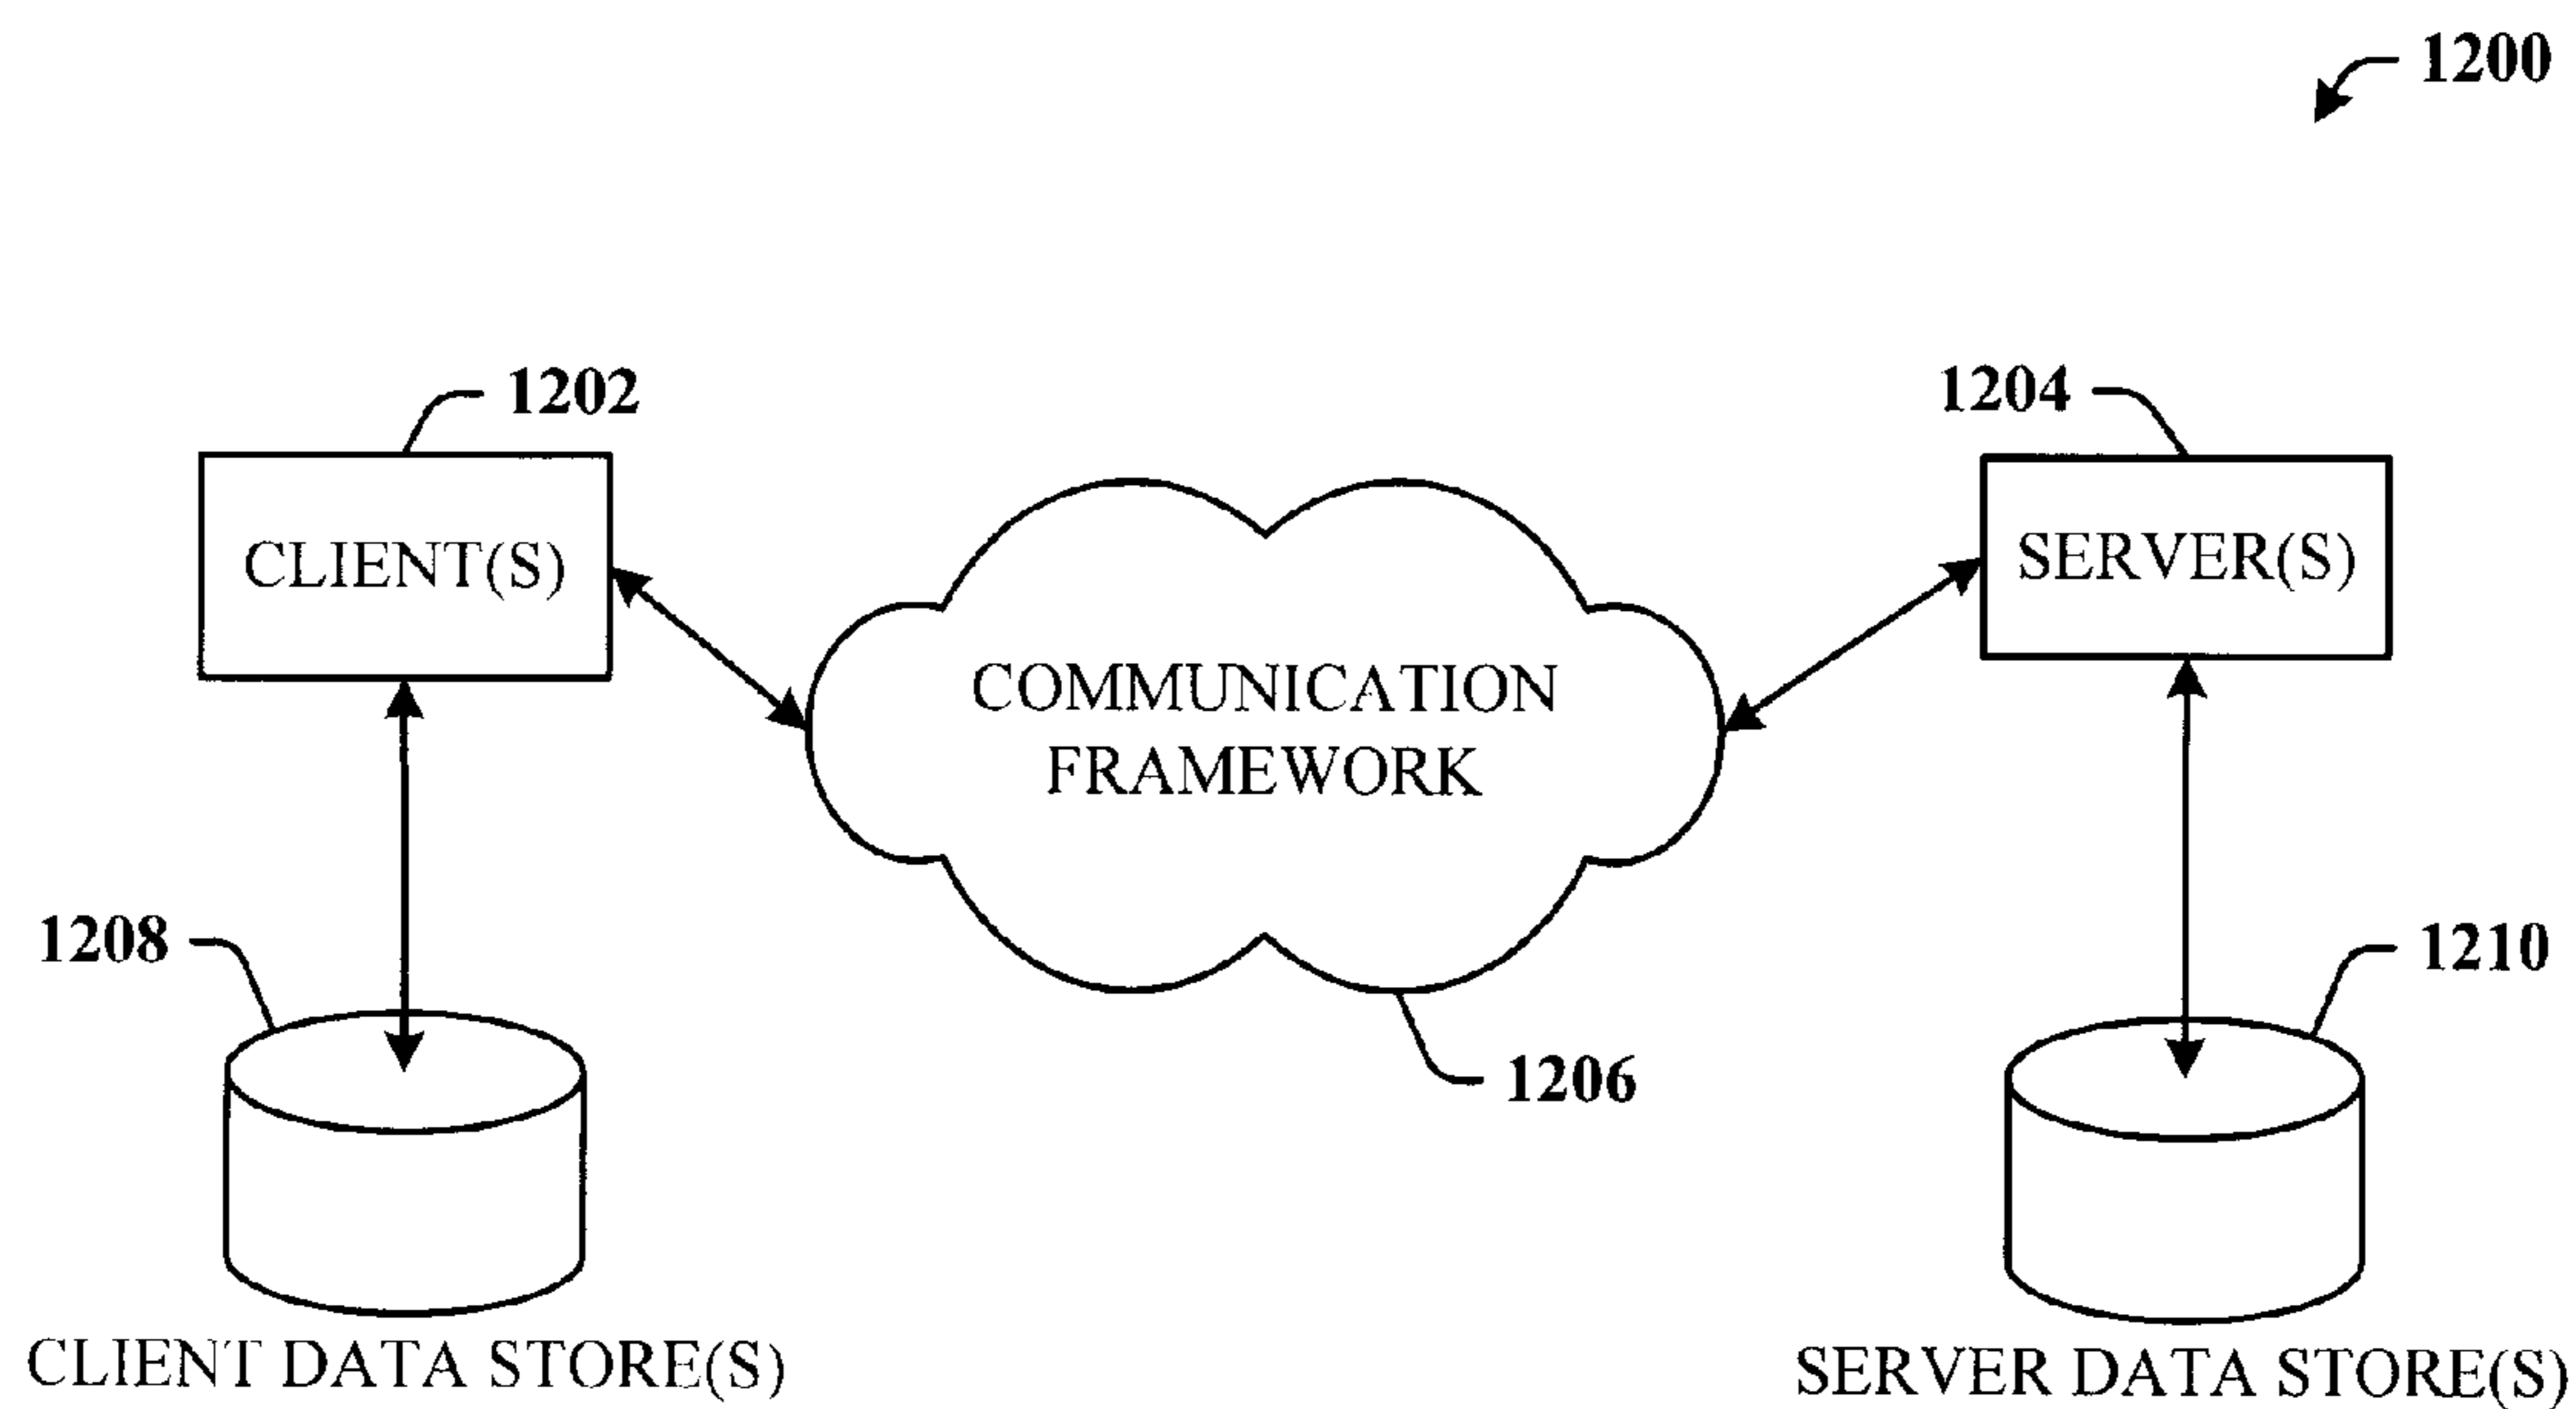 1200
1202
1204
CLIENT(S)
SERVER(S)
COMMUNICATION
FRAMEWORK
1208
1210
1206
CLIENT DATA STORE(S)
SERVER DATA STORE(S)